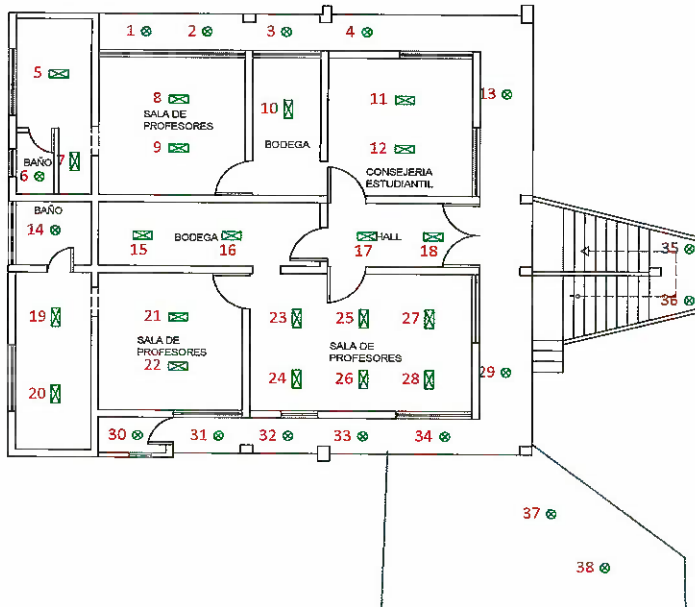 1 2 3 4
5
8
SALA DE
PROFESORES
9
10
BODEGA
11
12
CONSEJERIA
ESTUDIANTIL
13
BAÑO
6
7
BAÑO
14
15
BODEGA
16
17
HALL
18
35
36
19
20
21
SALA DE
PROFESORES
22
23 25 27
SALA DE
PROFESORES
24 26 28
29
30 31 32 33 34
37
38